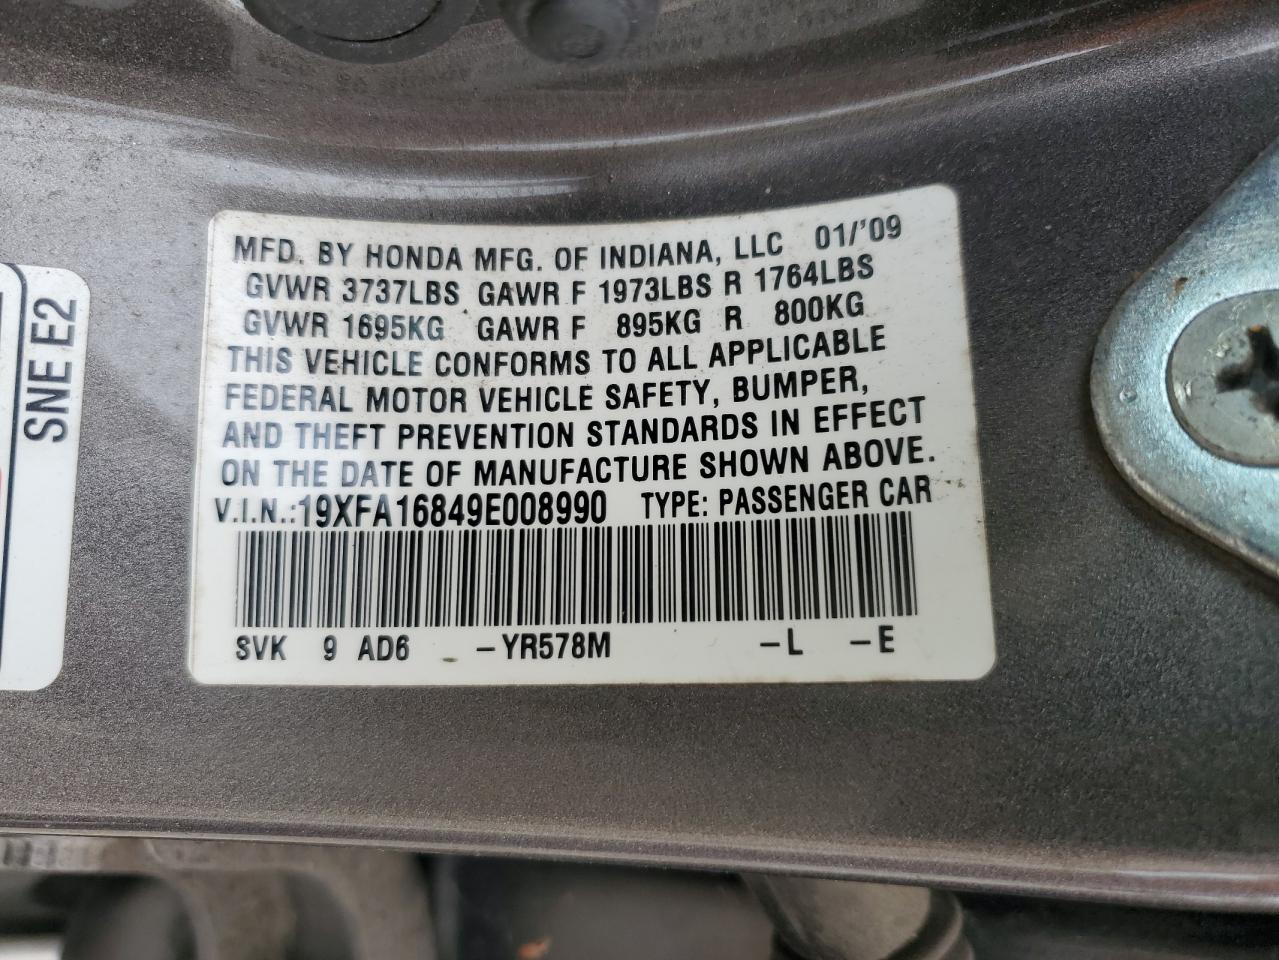 MFD. BY HONDA MFG. OF INDIANA, LLC 01/'09
GVWR 3737LBS GAWR F 1973LBS R 1764LBS
GVWR 1695KG GAWR F 895KG R 800KG
THIS VEHICLE CONFORMS TO ALL APPLICABLE
FEDERAL MOTOR VEHICLE SAFETY, BUMPER,
AND THEFT PREVENTION STANDARDS IN EFFECT
ON THE DATE OF MANUFACTURE SHOWN ABOVE.
V.I.N.:19XFA16849E008990 TYPE: PASSENGER CAR
SVK 9 AD6 -YR578M -L -E
SNE E2